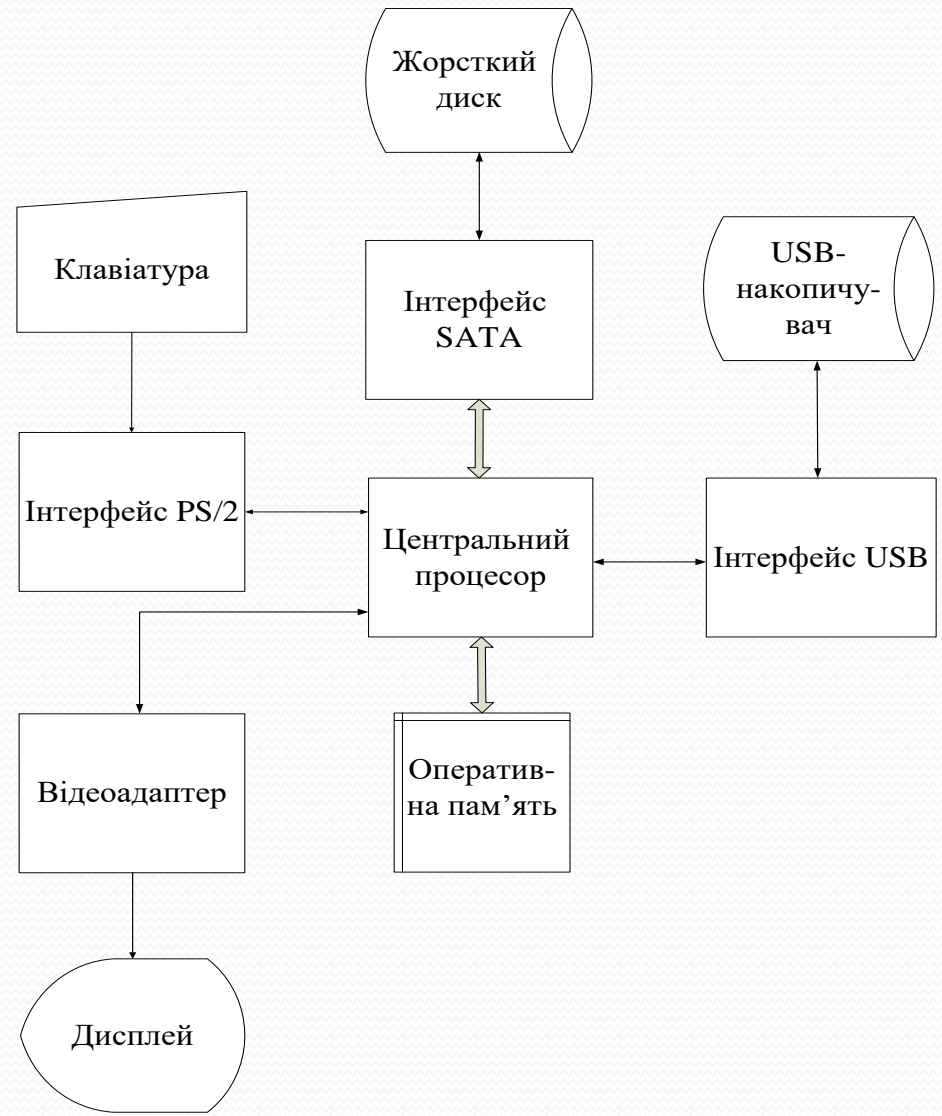 Жорсткий
диск
Клавіатура
Інтерфейс
SATA
USB-
накопичу-
вач
Інтерфейс PS/2
Центральний
процесор
Інтерфейс USB
Відеоадаптер
Оператив-
на пам’ять
Дисплей